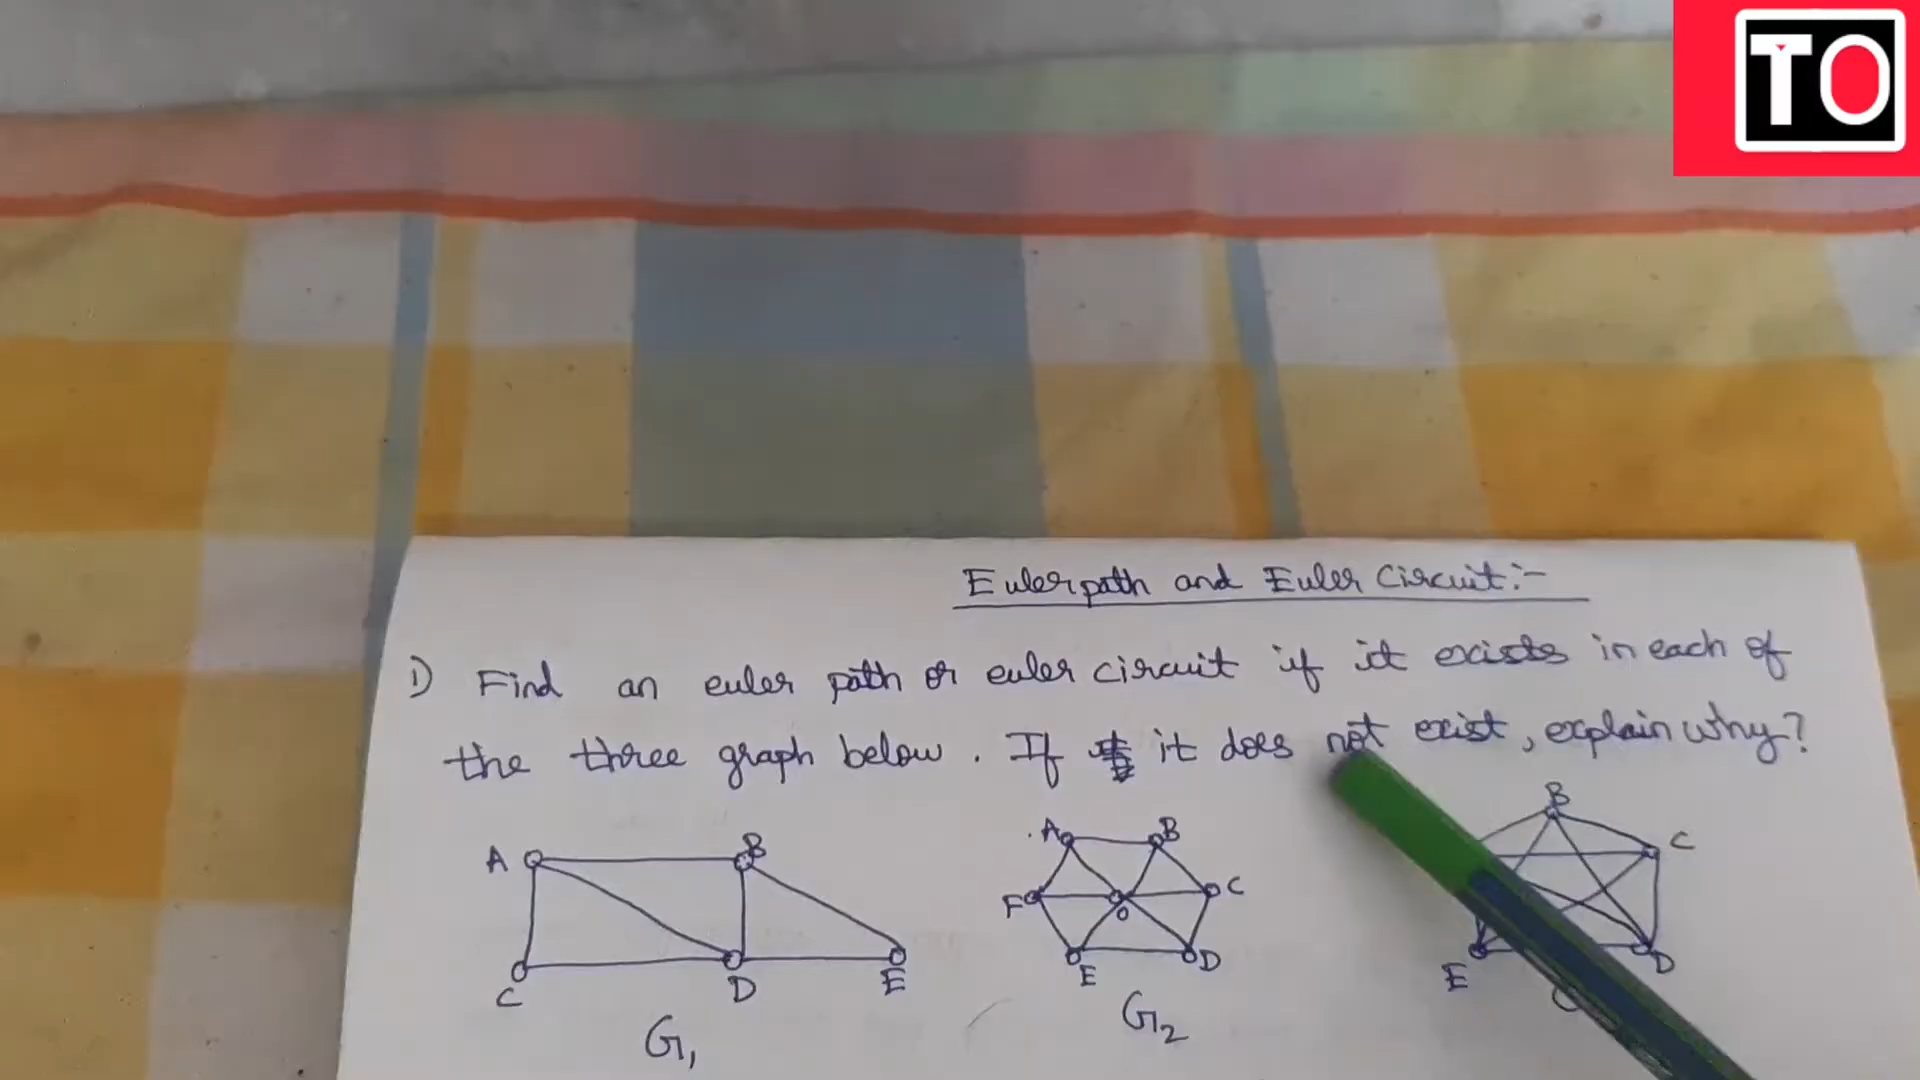 TO
Euler path and Euler Circuit:-
1) Find an euler path or euler circuit if it exists in each of
the three graph below. If it does not exist, explain why?
A B C D E
G1
A B C D E F O
G2
B C D E